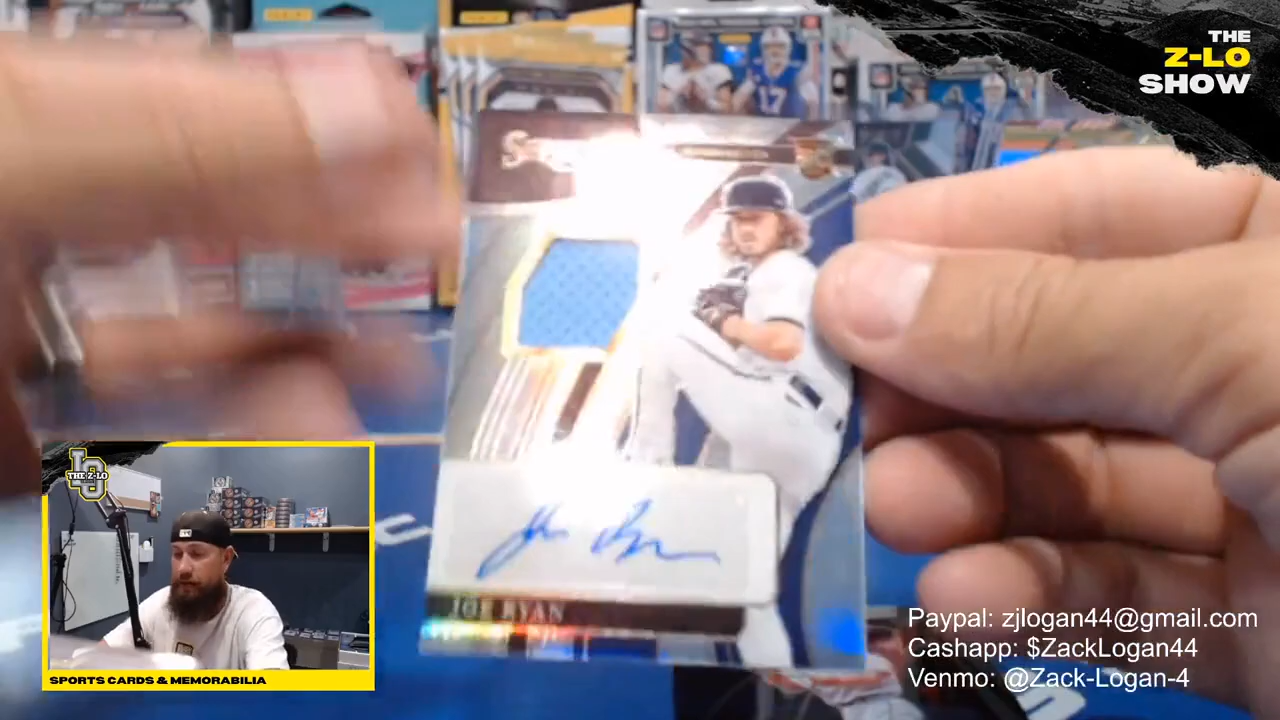 THE
Z-LO
SHOW
17
JOE RYAN
THE Z-LO
SPORTS CARDS & MEMORABILIA
Paypal: zjlogan44@gmail.com
Cashapp: $ZackLogan44
Venmo: @Zack-Logan-4